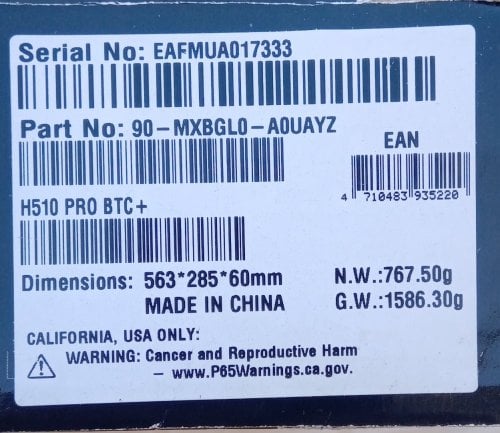 Serial No: EAFMUA017333
Part No: 90-MXBGL0-A0UAYZ
EAN
4 710483 935220
H510 PRO BTC+
Dimensions: 563*285*60mm
N.W.:767.50g
MADE IN CHINA
G.W.:1586.30g
CALIFORNIA, USA ONLY:
WARNING: Cancer and Reproductive Harm
– www.P65Warnings.ca.gov.